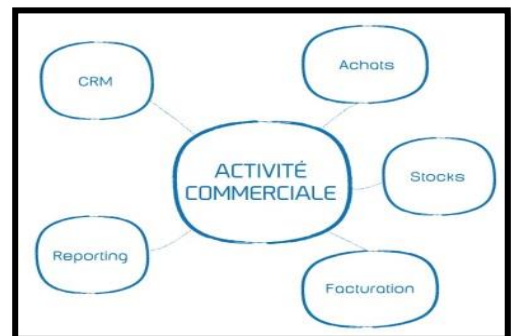 CRM
Achats
ACTIVITÉ
COMMERCIALE
Stocks
Reporting
Facturation